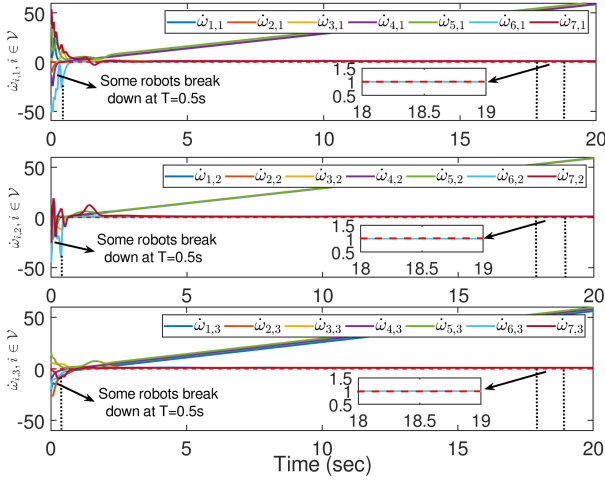 50
0
-50
ω̇i,1, i ∈ 𝒱
ω̇1,1 ω̇2,1 ω̇3,1 ω̇4,1 ω̇5,1 ω̇6,1 ω̇7,1
Some robots break
down at T=0.5s
1.5
1
0.5
18 18.5 19
0 5 10 15 20
50
0
-50
ω̇i,2, i ∈ 𝒱
ω̇1,2 ω̇2,2 ω̇3,2 ω̇4,2 ω̇5,2 ω̇6,2 ω̇7,2
Some robots break
down at T=0.5s
1.5
1
0.5
18 18.5 19
0 5 10 15 20
50
0
-50
ω̇i,3, i ∈ 𝒱
ω̇1,3 ω̇2,3 ω̇3,3 ω̇4,3 ω̇5,3 ω̇6,3 ω̇7,3
Some robots break
down at T=0.5s
1.5
1
0.5
18 18.5 19
0 5 10 15 20
Time (sec)